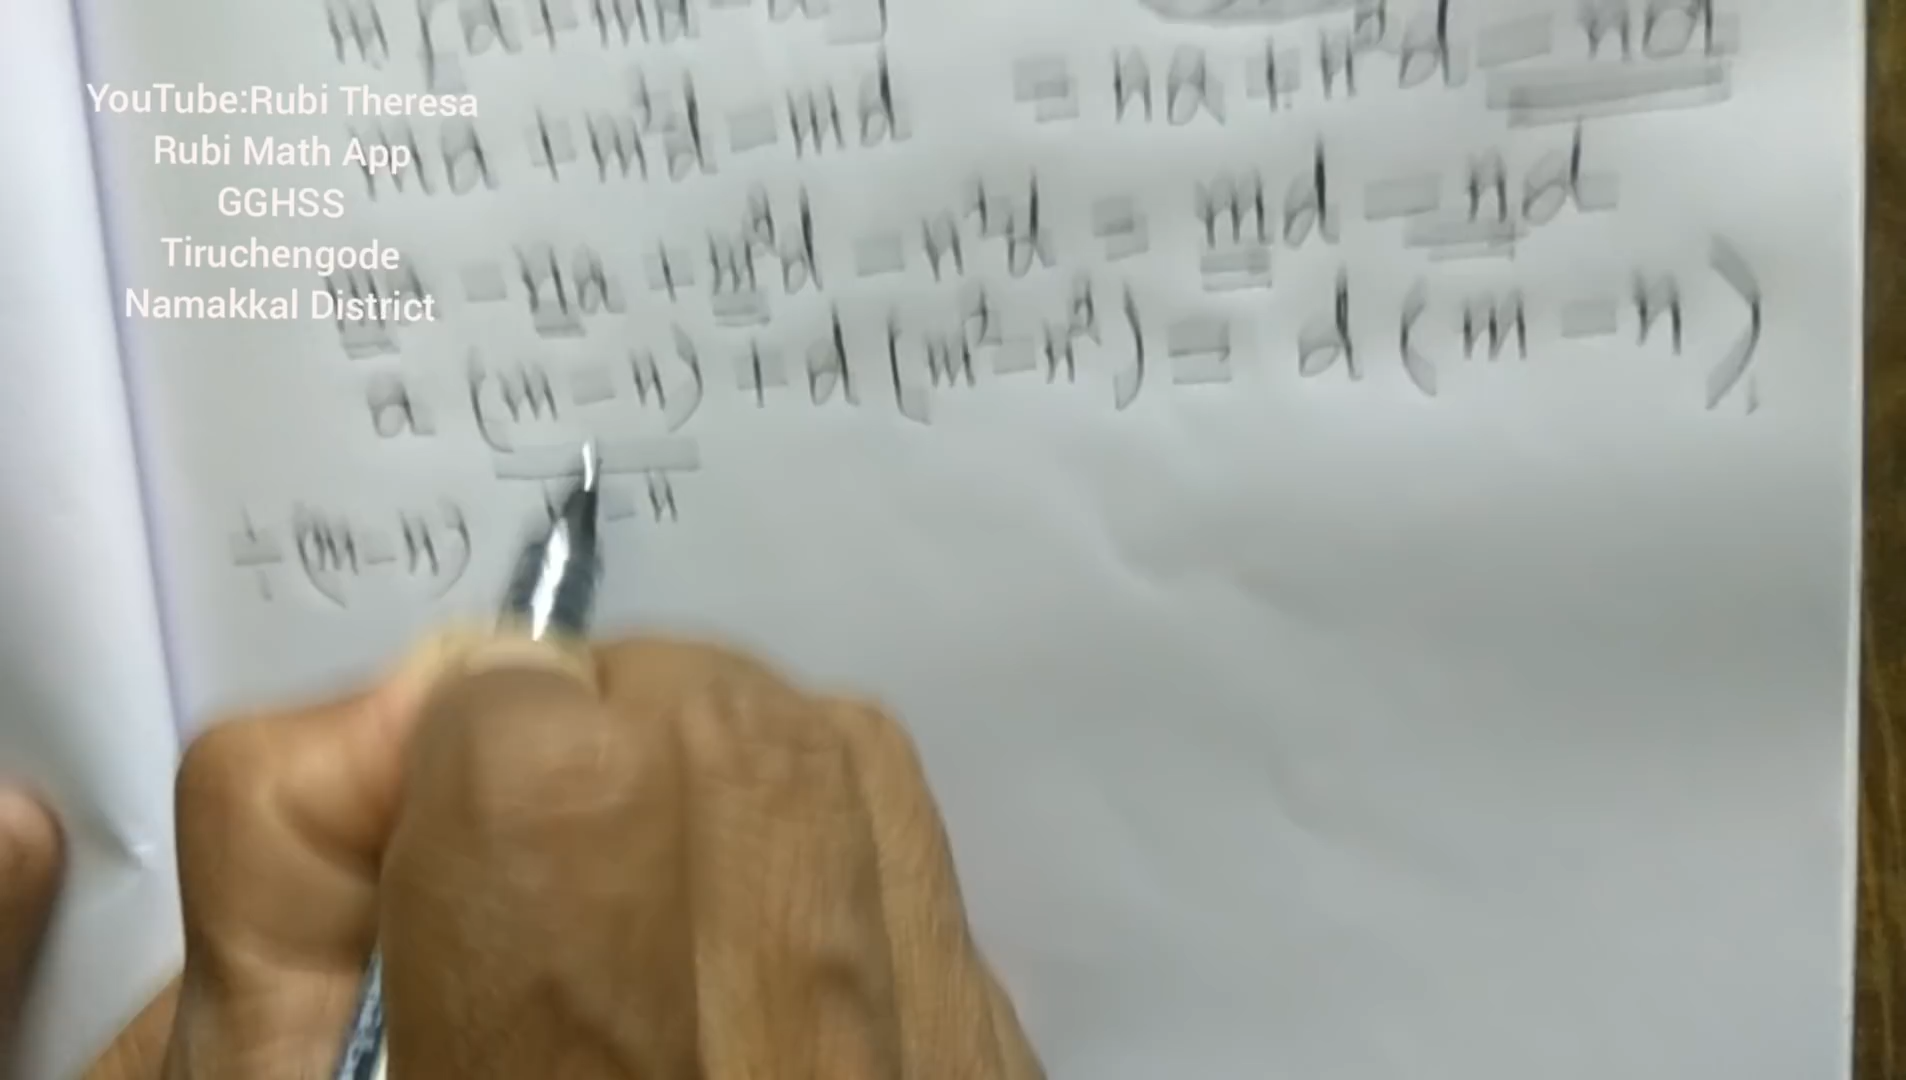 YouTube:Rubi Theresa
Rubi Math App
GGHSS
Tiruchengode
Namakkal District
ma + m²d - md = na + n²d - nd
ma - na + m²d - n²d = md - nd
a (m - n) + d (m² - n²) = d (m - n)
÷ (m - n) - n